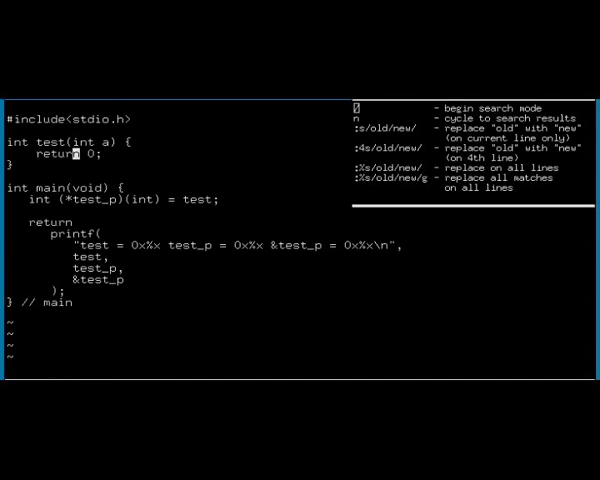 #include<stdio.h>
int test(int a) {
return 0;
}
int main(void) {
int (*test_p)(int) = test;
return
printf(
"test = 0x%x test_p = 0x%x &test_p = 0x%x\n",
test,
test_p,
&test_p
);
} // main
~
~
~
~
/ - begin search mode
n - cycle to search results
:s/old/new/ - replace "old" with "new"
(on current line only)
:4s/old/new/ - replace "old" with "new"
(on 4th line)
:%s/old/new/ - replace on all lines
:%s/old/new/g - replace all matches
on all lines